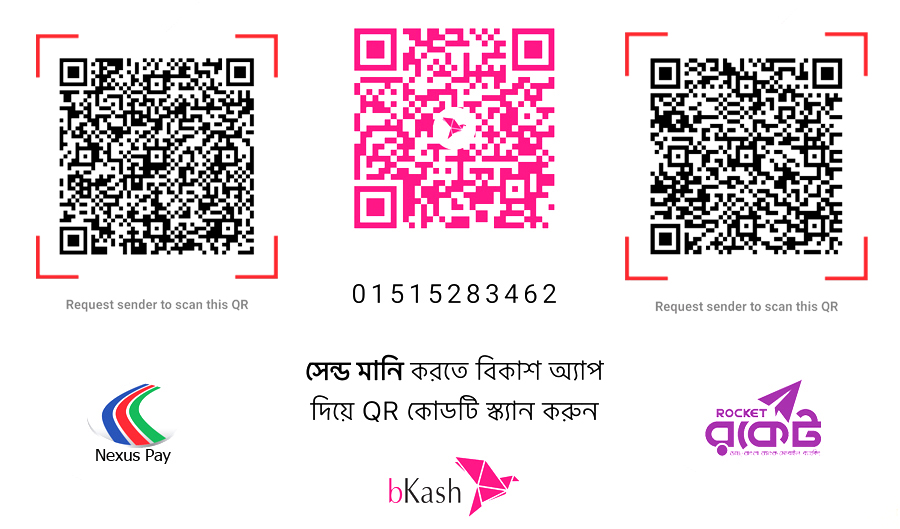 Request sender to scan this QR
01515283462
Request sender to scan this QR
সেন্ড মানি করতে বিকাশ অ্যাপ
দিয়ে QR কোডটি স্ক্যান করুন
Nexus Pay
bKash
ROCKET
রকেট